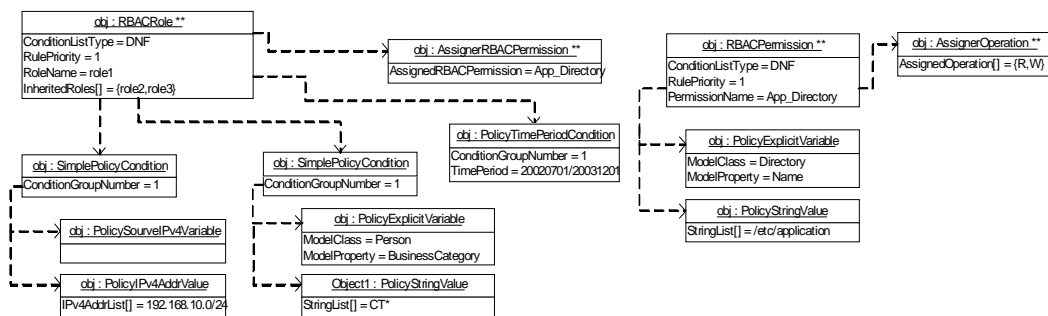 obj : RBACRole **
ConditionListType = DNF
RulePriority = 1
RoleName = role1
InheritedRoles[] = {role2,role3}
obj : AssignerRBACPermission **
AssignedRBACPermission = App_Directory
obj : PolicyTimePeriodCondition
ConditionGroupNumber = 1
TimePeriod = 20020701/20031201
obj : SimplePolicyCondition
ConditionGroupNumber = 1
obj : PolicySourveIPv4Variable
obj : PolicyIPv4AddrValue
IPv4AddrList[] = 192.168.10.0/24
obj : SimplePolicyCondition
ConditionGroupNumber = 1
obj : PolicyExplicitVariable
ModelClass = Person
ModelProperty = BusinessCategory
Object1 : PolicyStringValue
StringList[] = CT*
obj : RBACPermission **
ConditionListType = DNF
RulePriority = 1
PermissionName = App_Directory
obj : AssignerOperation **
AssignedOperation[] = {R,W}
obj : PolicyExplicitVariable
ModelClass = Directory
ModelProperty = Name
obj : PolicyStringValue
StringList[] = /etc/application